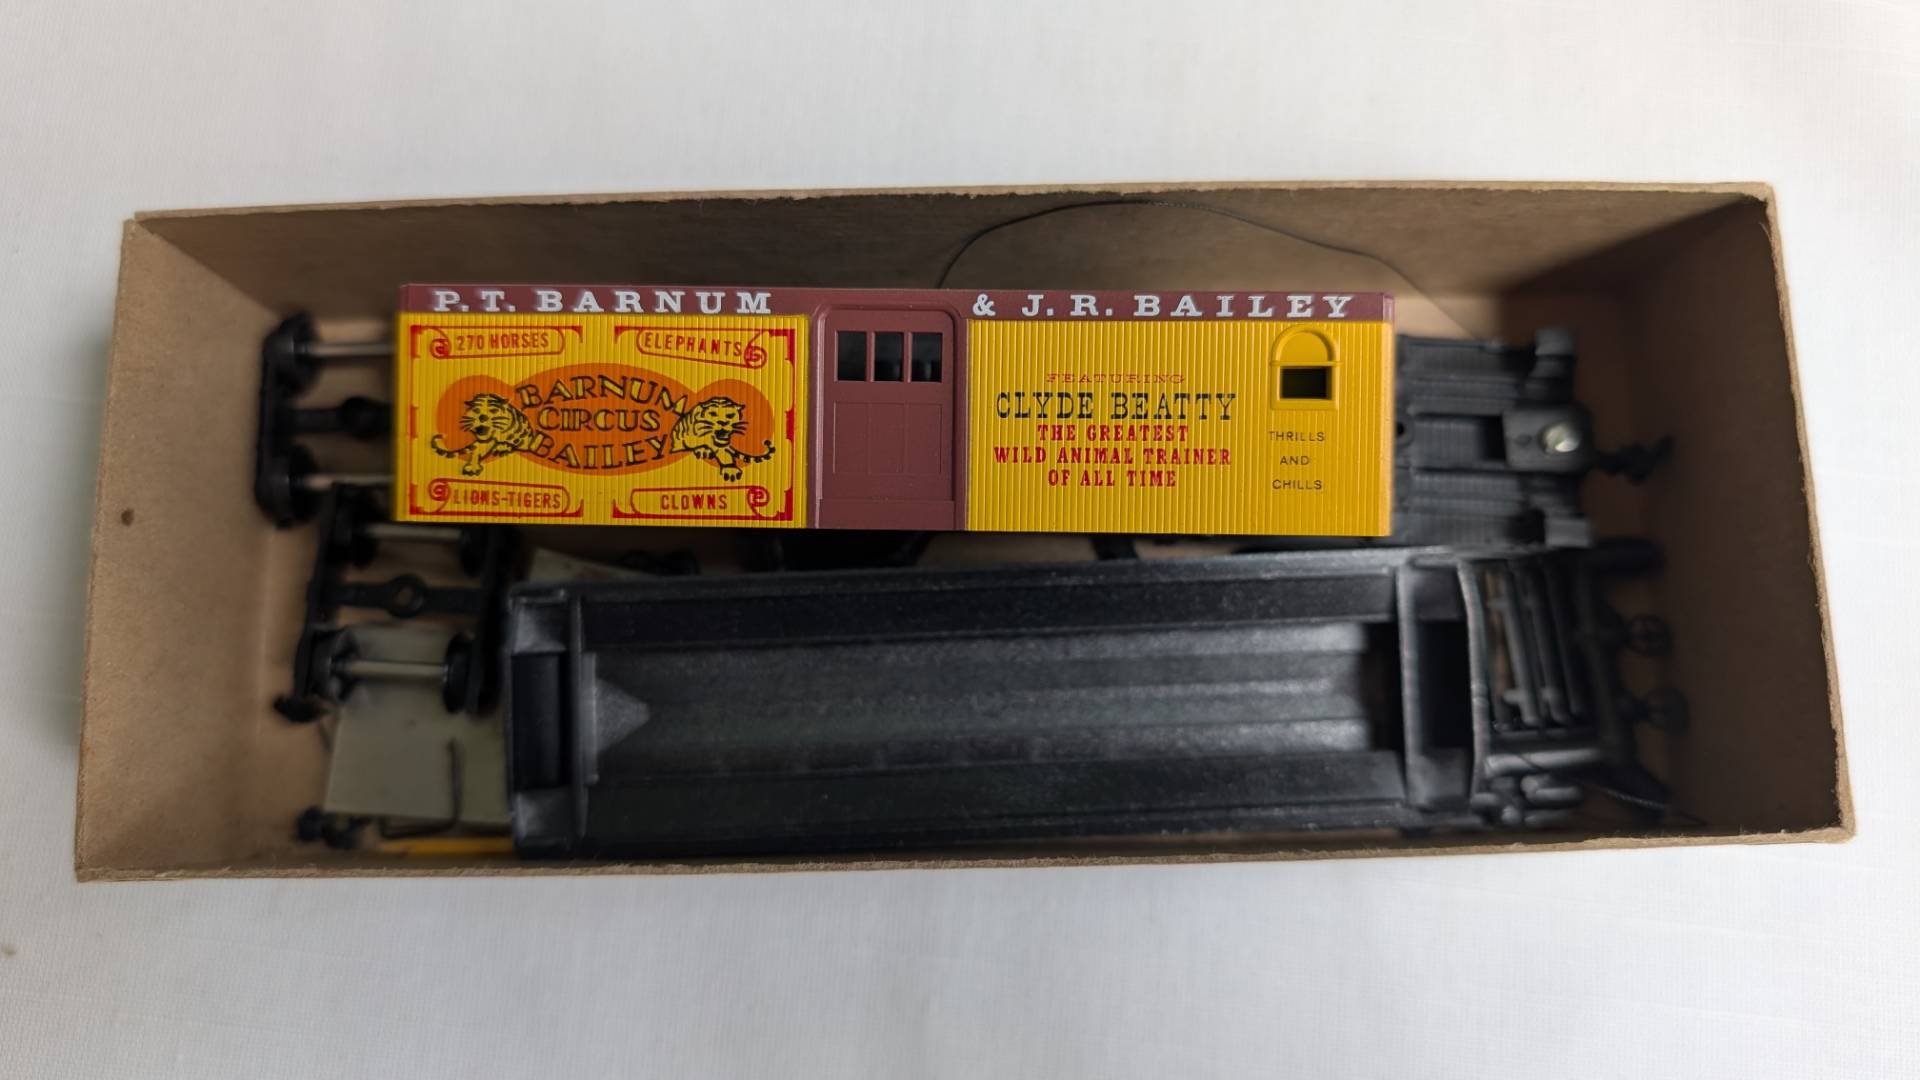 P.T. BARNUM & J.R. BAILEY
270 HORSES
ELEPHANTS
BARNUM
CIRCUS
BAILEY
LIONS-TIGERS
CLOWNS
FEATURING
CLYDE BEATTY
THE GREATEST
WILD ANIMAL TRAINER
OF ALL TIME
THRILLS
AND
CHILLS